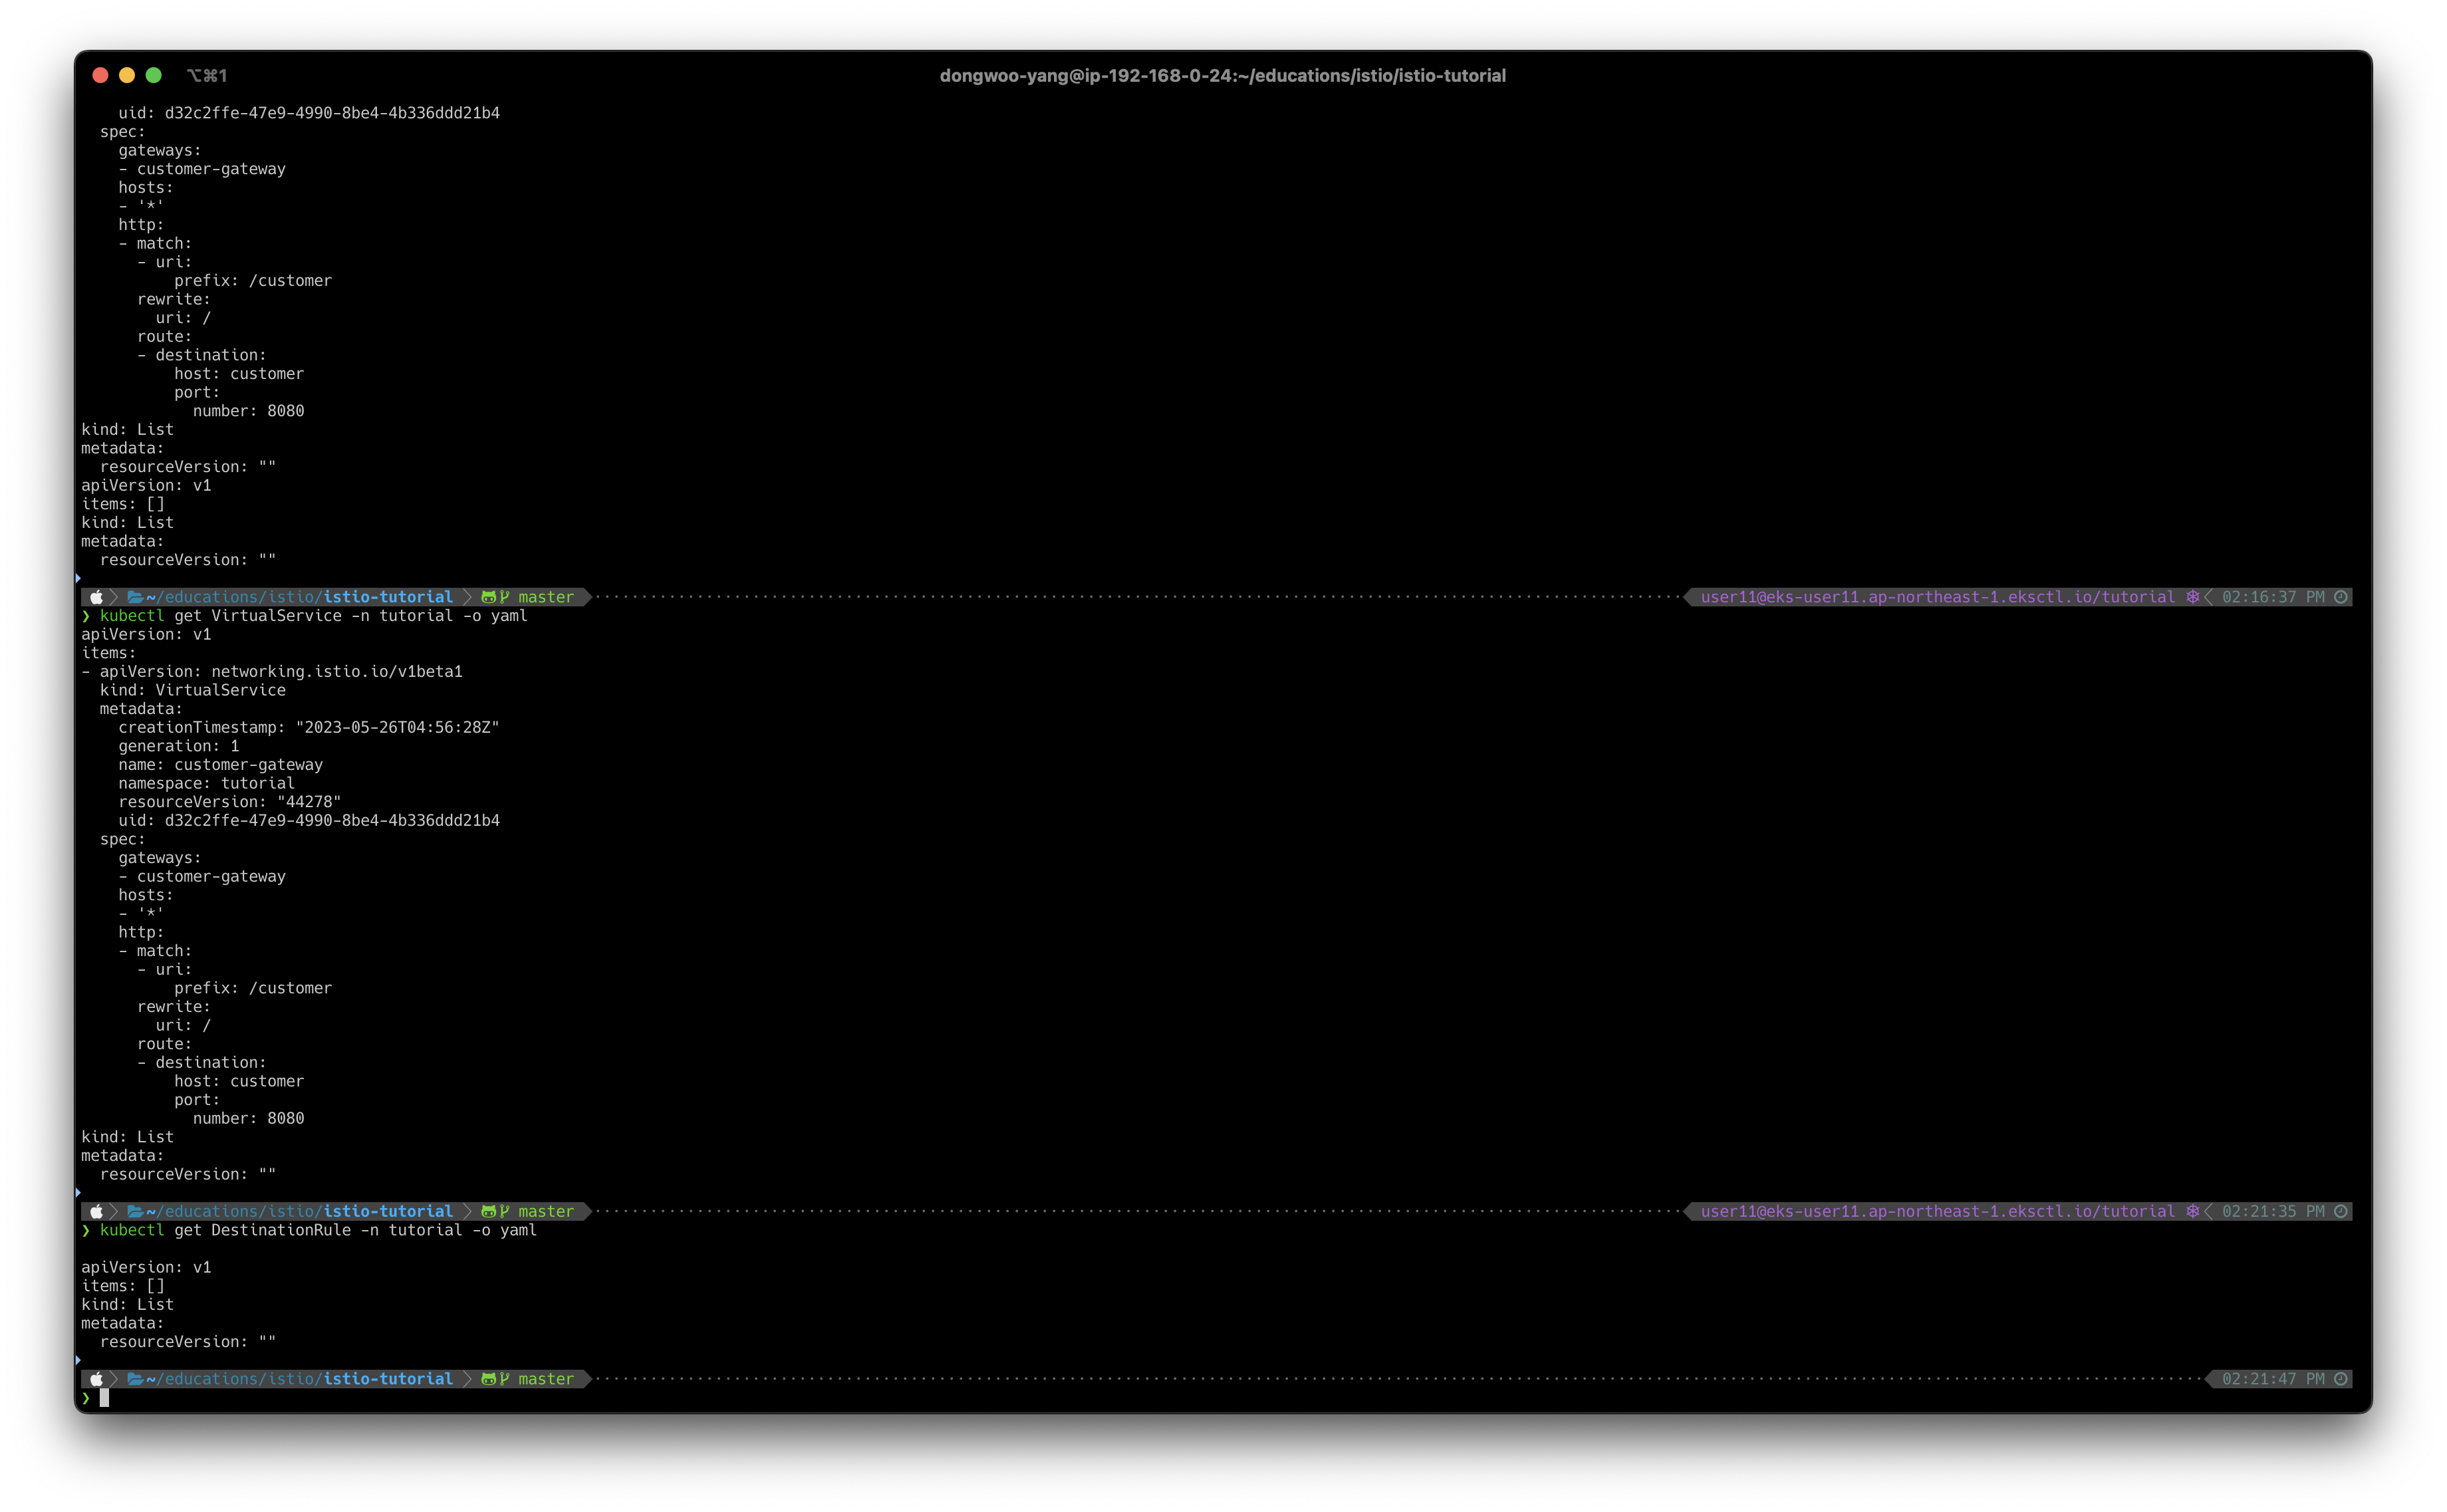 ⌥⌘1
dongwoo-yang@ip-192-168-0-24:~/educations/istio/istio-tutorial
    uid: d32c2ffe-47e9-4990-8be4-4b336ddd21b4
  spec:
    gateways:
    - customer-gateway
    hosts:
    - '*'
    http:
    - match:
      - uri:
          prefix: /customer
      rewrite:
        uri: /
      route:
      - destination:
          host: customer
          port:
            number: 8080
kind: List
metadata:
  resourceVersion: ""
apiVersion: v1
items: []
kind: List
metadata:
  resourceVersion: ""
~/educations/istio/istio-tutorial master user11@eks-user11.ap-northeast-1.eksctl.io/tutorial 02:16:37 PM
❯ kubectl get VirtualService -n tutorial -o yaml
apiVersion: v1
items:
- apiVersion: networking.istio.io/v1beta1
  kind: VirtualService
  metadata:
    creationTimestamp: "2023-05-26T04:56:28Z"
    generation: 1
    name: customer-gateway
    namespace: tutorial
    resourceVersion: "44278"
    uid: d32c2ffe-47e9-4990-8be4-4b336ddd21b4
  spec:
    gateways:
    - customer-gateway
    hosts:
    - '*'
    http:
    - match:
      - uri:
          prefix: /customer
      rewrite:
        uri: /
      route:
      - destination:
          host: customer
          port:
            number: 8080
kind: List
metadata:
  resourceVersion: ""
~/educations/istio/istio-tutorial master user11@eks-user11.ap-northeast-1.eksctl.io/tutorial 02:21:35 PM
❯ kubectl get DestinationRule -n tutorial -o yaml
apiVersion: v1
items: []
kind: List
metadata:
  resourceVersion: ""
~/educations/istio/istio-tutorial master 02:21:47 PM
❯